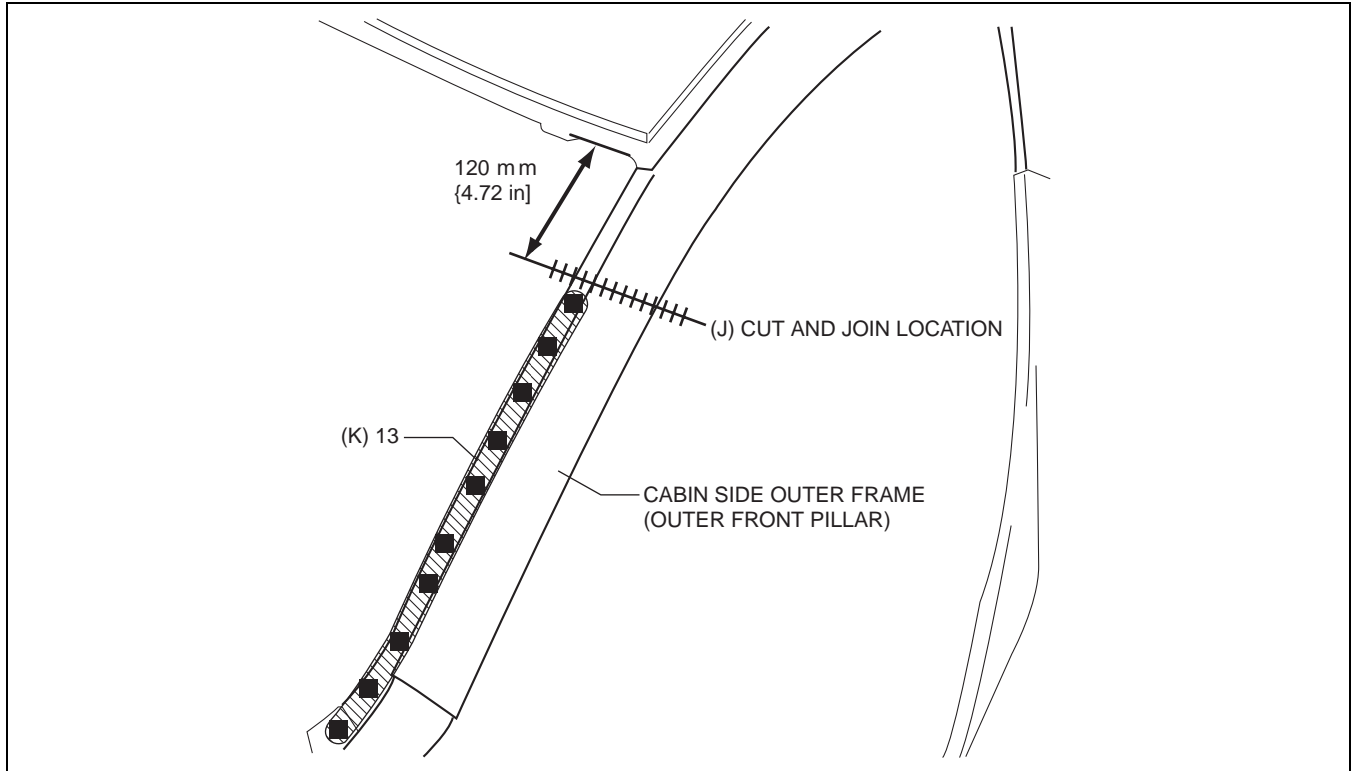 120 mm
{4.72 in]
(J) CUT AND JOIN LOCATION
(K) 13
CABIN SIDE OUTER FRAME
(OUTER FRONT PILLAR)